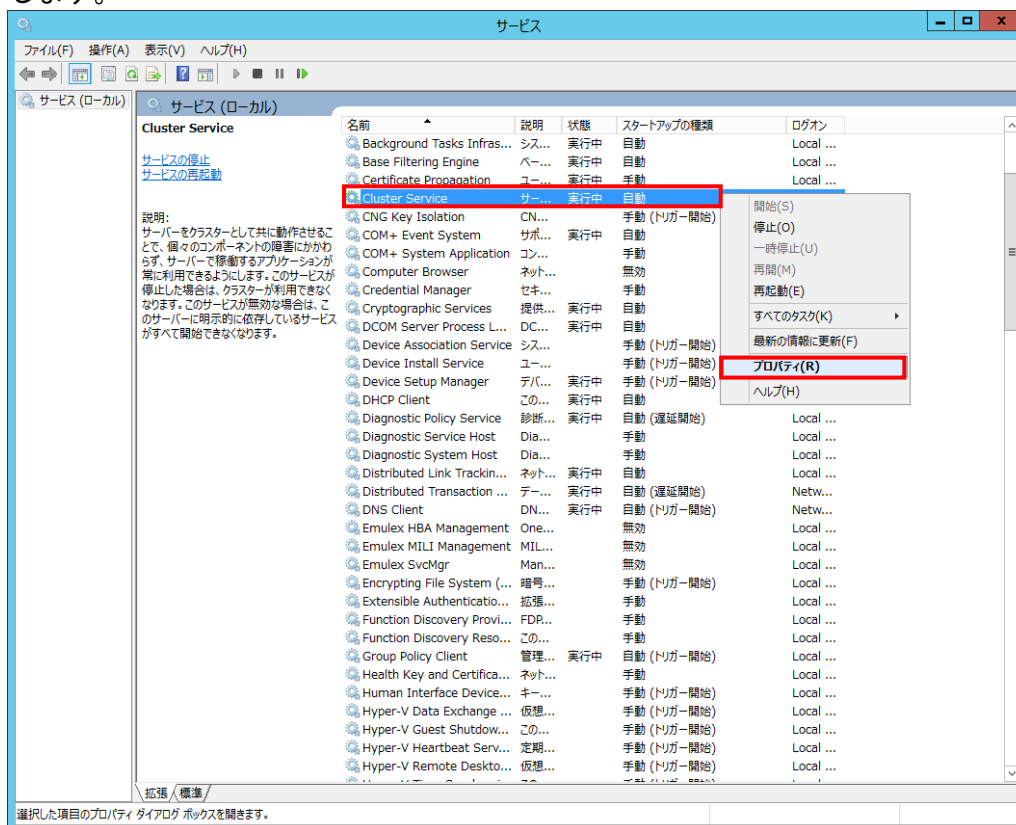 します。
サービス
ファイル(F) 操作(A) 表示(V) ヘルプ(H)
サービス (ローカル)
サービス (ローカル)
Cluster Service
サービスの停止
サービスの再起動
説明:
サーバーをクラスターとして共に動作させるこ
とで、個々のコンポーネントの障害にかかわ
らず、サーバーで稼働するアプリケーションが
常に利用できるようにします。このサービスが
停止した場合は、クラスターが利用できなく
なります。このサービスが無効な場合は、こ
のサーバーに明示的に依存しているサービス
がすべて開始できなくなります。
名前 説明 状態 スタートアップの種類 ログオン
Background Tasks Infras... シス... 実行中 自動 Local ...
Base Filtering Engine ベー... 実行中 自動 Local ...
Certificate Propagation ユー... 実行中 手動 Local ...
Cluster Service サー... 実行中 自動
CNG Key Isolation CN... 手動 (トリガー開始)
COM+ Event System サポ... 実行中 自動
COM+ System Application コン... 手動
Computer Browser ネット... 無効
Credential Manager セキ... 手動
Cryptographic Services 提供... 実行中 自動
DCOM Server Process L... DC... 実行中 自動
Device Association Service シス... 手動 (トリガー開始)
Device Install Service ユー... 手動 (トリガー開始)
Device Setup Manager デバ... 実行中 手動 (トリガー開始)
DHCP Client この... 実行中 自動
Diagnostic Policy Service 診断... 実行中 自動 (遅延開始) Local ...
Diagnostic Service Host Dia... 手動 Local ...
Diagnostic System Host Dia... 手動 Local ...
Distributed Link Trackin... ネット... 実行中 自動 Local ...
Distributed Transaction ... デー... 実行中 自動 (遅延開始) Netw...
DNS Client DN... 実行中 自動 (トリガー開始) Netw...
Emulex HBA Management One... 無効 Local ...
Emulex MILI Management MIL... 無効 Local ...
Emulex SvcMgr Man... 無効 Local ...
Encrypting File System (... 暗号... 手動 (トリガー開始) Local ...
Extensible Authenticatio... 拡張... 手動 Local ...
Function Discovery Provi... FDP... 手動 Local ...
Function Discovery Reso... この... 手動 Local ...
Group Policy Client 管理... 実行中 自動 (トリガー開始) Local ...
Health Key and Certifica... ネット... 手動 Local ...
Human Interface Device... キー... 手動 (トリガー開始) Local ...
Hyper-V Data Exchange ... 仮想... 手動 (トリガー開始) Local ...
Hyper-V Guest Shutdow... この... 手動 (トリガー開始) Local ...
Hyper-V Heartbeat Serv... 定期... 手動 (トリガー開始) Local ...
Hyper-V Remote Deskto... 仮想... 手動 (トリガー開始) Local ...
開始(S)
停止(O)
一時停止(U)
再開(M)
再起動(E)
すべてのタスク(K)
最新の情報に更新(F)
プロパティ(R)
ヘルプ(H)
拡張 標準
選択した項目のプロパティ ダイアログ ボックスを開きます。